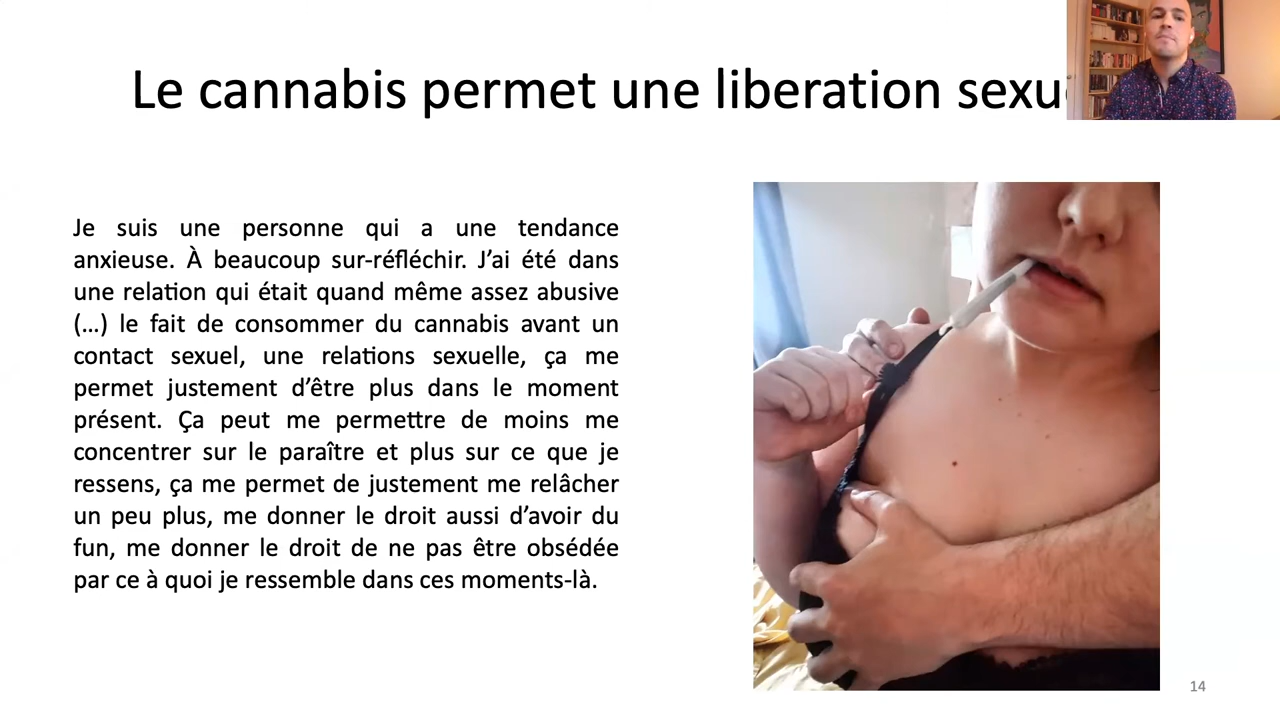 Le cannabis permet une liberation sexu
Je suis une personne qui a une tendance
anxieuse. À beaucoup sur-réfléchir. J’ai été dans
une relation qui était quand même assez abusive
(…) le fait de consommer du cannabis avant un
contact sexuel, une relations sexuelle, ça me
permet justement d’être plus dans le moment
présent. Ça peut me permettre de moins me
concentrer sur le paraître et plus sur ce que je
ressens, ça me permet de justement me relâcher
un peu plus, me donner le droit aussi d’avoir du
fun, me donner le droit de ne pas être obsédée
par ce à quoi je ressemble dans ces moments-là.
14